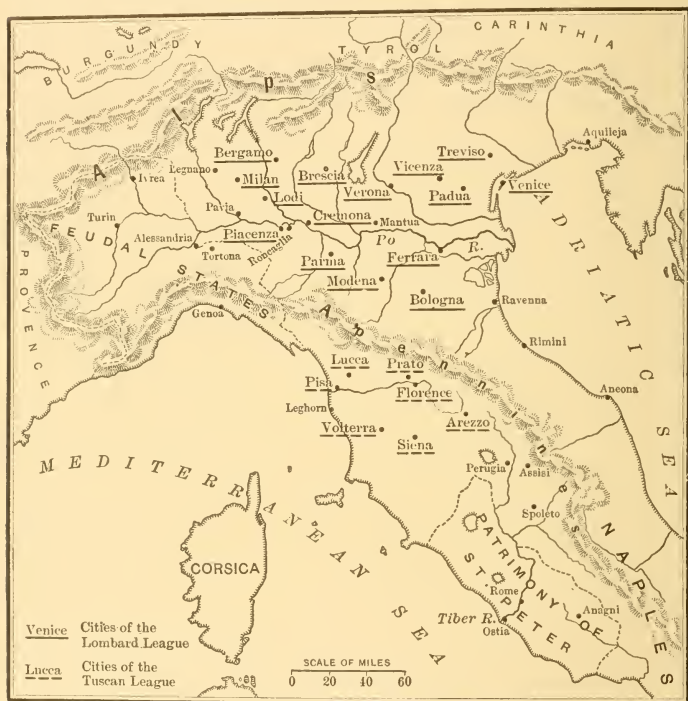 BURGUNDY
TYROL
CARINTHIA
Alps
Aquileja
Bergamo
Treviso
Legnano
Milan
Brescia
Vicenza
Ivrea
Lodi
Verona
Padua
Venice
Pavia
Cremona
Mantua
Turin
Piacenza
Po R.
FEUDAL STATES
Alessandria
Tortona
Roncaglia
Parma
Ferrara
Modena
PROVENCE
Genoa
Bologna
Ravenna
Apennines
ADRIATIC SEA
Rimini
Lucca
Prato
Pisa
Florence
Ancona
Leghorn
Arezzo
Volterra
Siena
MEDITERRANEAN SEA
Perugia
Assisi
Spoleto
NAPLES
CORSICA
PATRIMONY OF
ST. PETER
Rome
Anagni
Tiber R.
Ostia
Venice Cities of the
Lombard League
Lucca Cities of the
Tuscan League
SCALE OF MILES
0 20 40 60